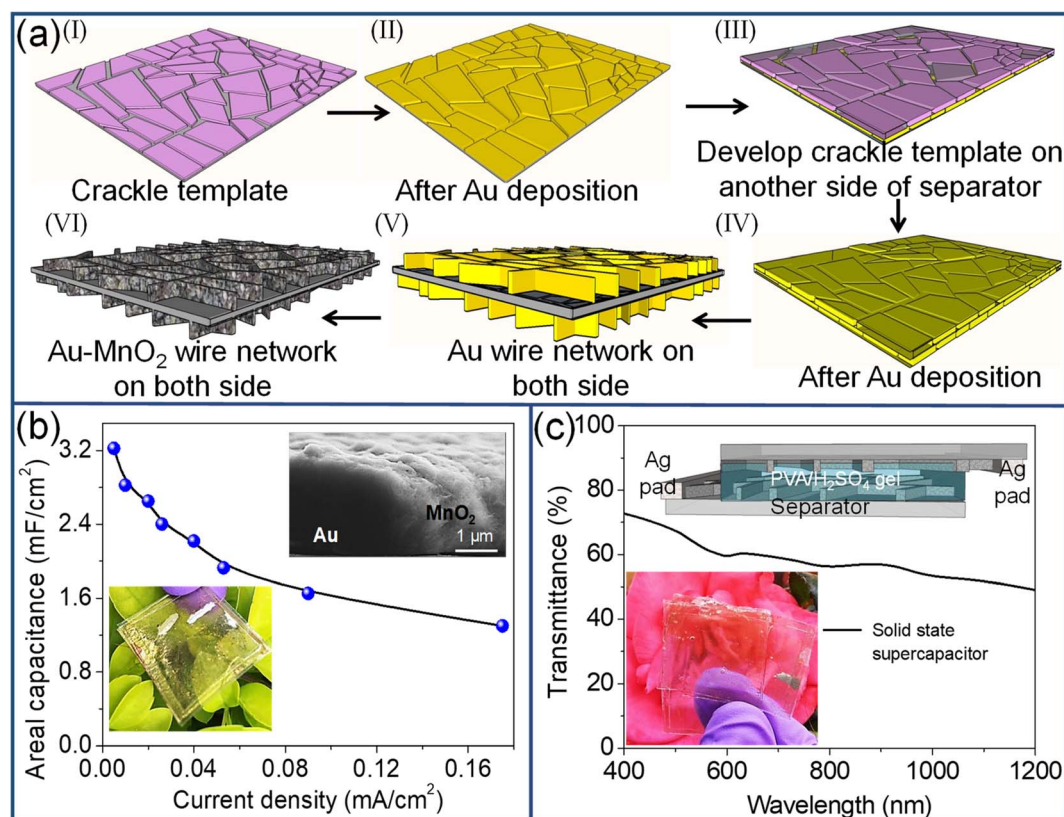 (a)
(I)
(II)
(III)
Crackle template
After Au deposition
Develop crackle template on
another side of separator
(VI)
(V)
(IV)
Au-MnO₂ wire network
on both side
Au wire network on
both side
After Au deposition
(b)
Areal capacitance (mF/cm²)
3.2
2.4
1.6
0.8
0.0
0.00
0.04
0.08
0.12
0.16
Current density (mA/cm²)
Au
MnO₂
1 μm
(c)
Transmittance (%)
100
80
60
40
20
0
400
600
800
1000
1200
Wavelength (nm)
Ag
pad
PVA/H₂SO₄ gel
Separator
Ag
pad
Solid state
supercapacitor